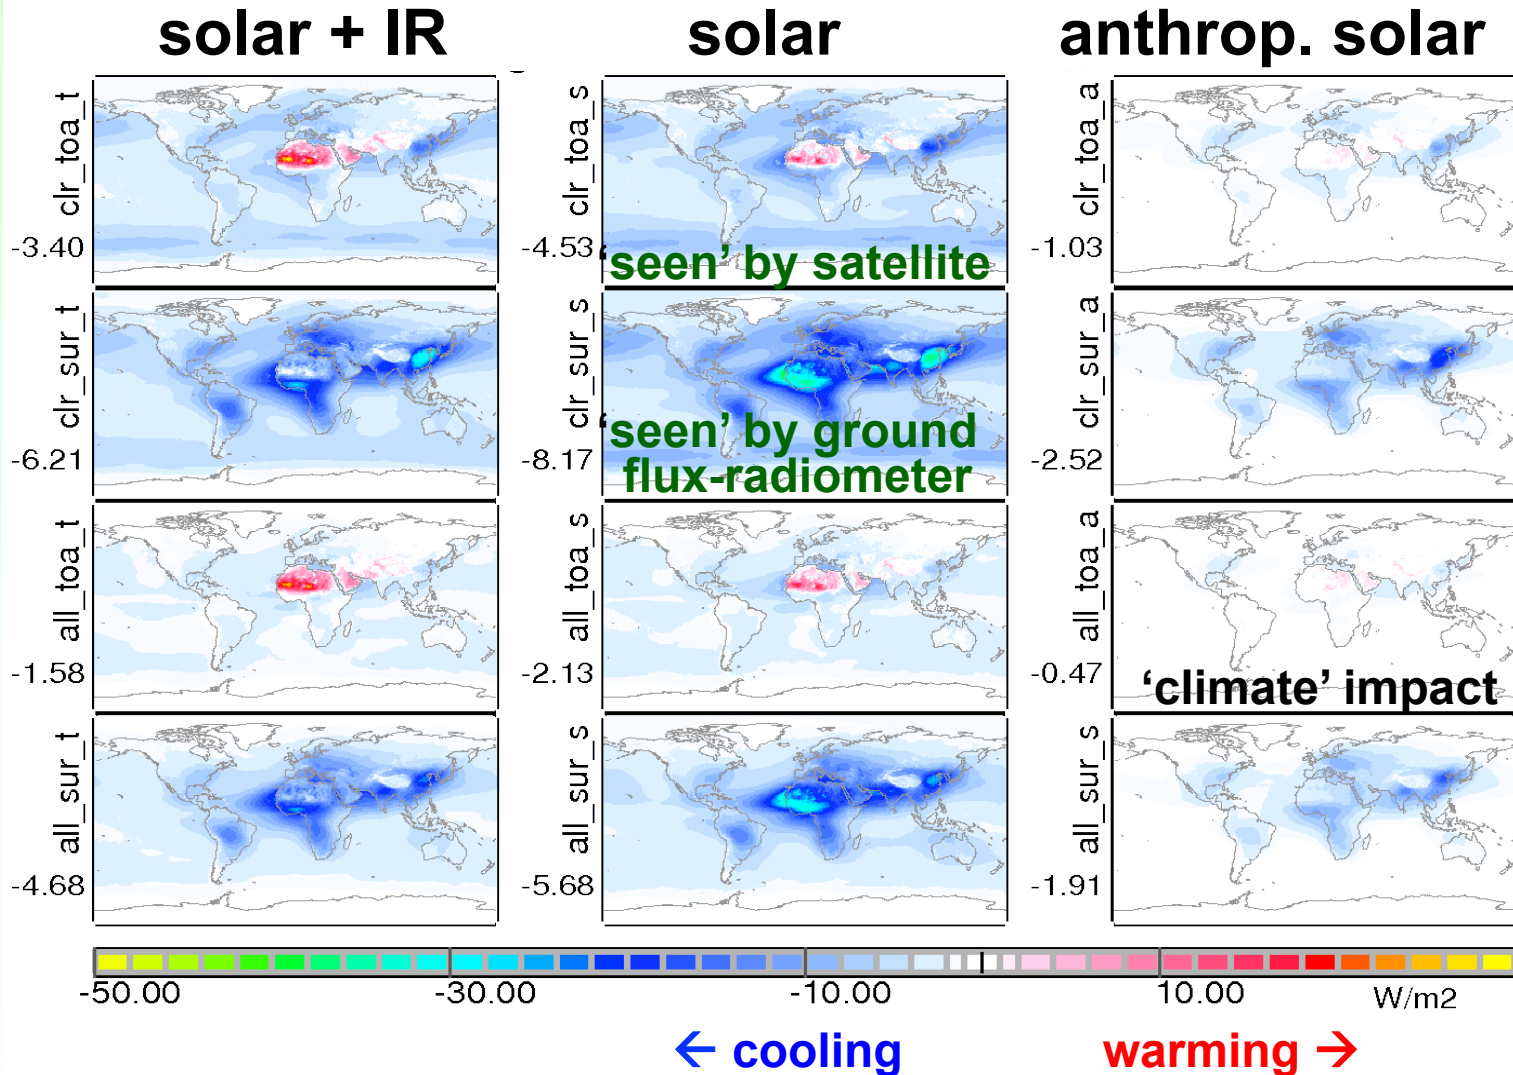 solar + IR
solar
anthrop. solar
clr_toa_t
-3.40
clr_toa_s
-4.53
'seen' by satellite
clr_toa_a
-1.03
clr_sur_t
-6.21
clr_sur_s
-8.17
'seen' by ground
flux-radiometer
clr_sur_a
-2.52
all_toa_t
-1.58
all_toa_s
-2.13
all_toa_a
-0.47
‘climate’ impact
all_sur_t
-4.68
all_sur_s
-5.68
all_sur_s
-1.91
-50.00
-30.00
-10.00
10.00
W/m2
← cooling
warming →